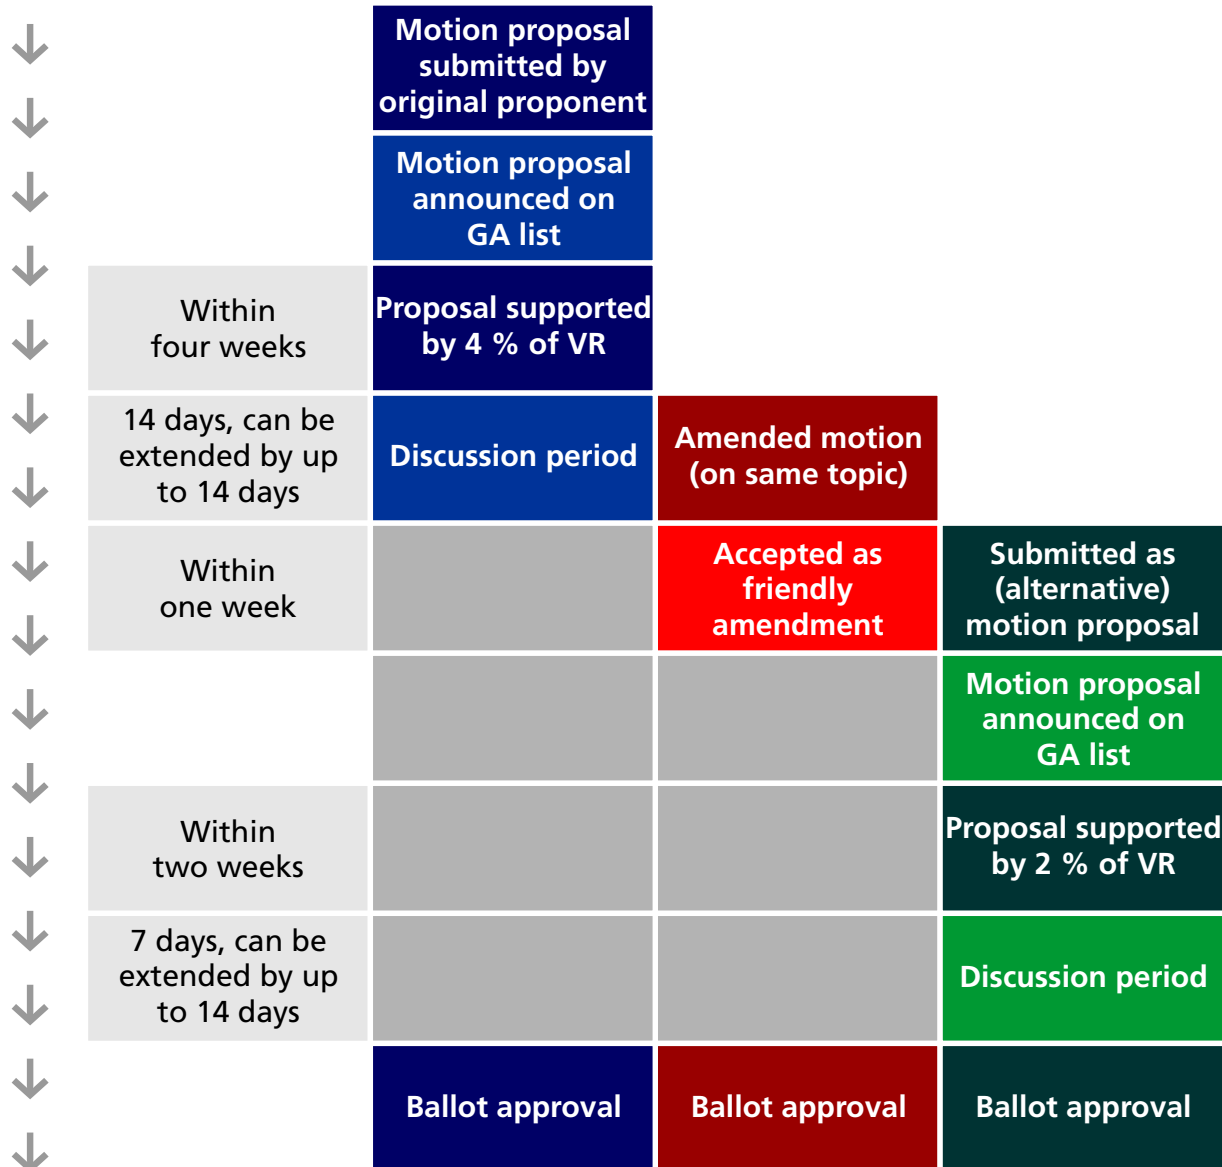 Motion proposal
submitted by
original proponent
Motion proposal
announced on
GA list
Within
four weeks
Proposal supported
by 4 % of VR
14 days, can be
extended by up
to 14 days
Discussion period
Amended motion
(on same topic)
Within
one week
Accepted as
friendly
amendment
Submitted as
(alternative)
motion proposal
Motion proposal
announced on
GA list
Within
two weeks
Proposal supported
by 2 % of VR
7 days, can be
extended by up
to 14 days
Discussion period
Ballot approval
Ballot approval
Ballot approval